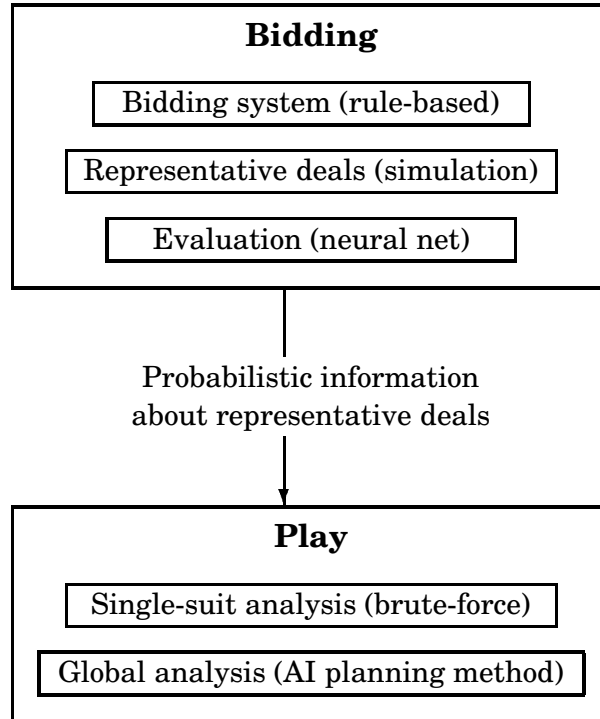 Bidding
Bidding system (rule-based)
Representative deals (simulation)
Evaluation (neural net)
Probabilistic information
about representative deals
Play
Single-suit analysis (brute-force)
Global analysis (AI planning method)